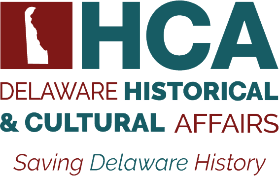 HCA
DELAWARE HISTORICAL
& CULTURAL AFFAIRS
Saving Delaware History